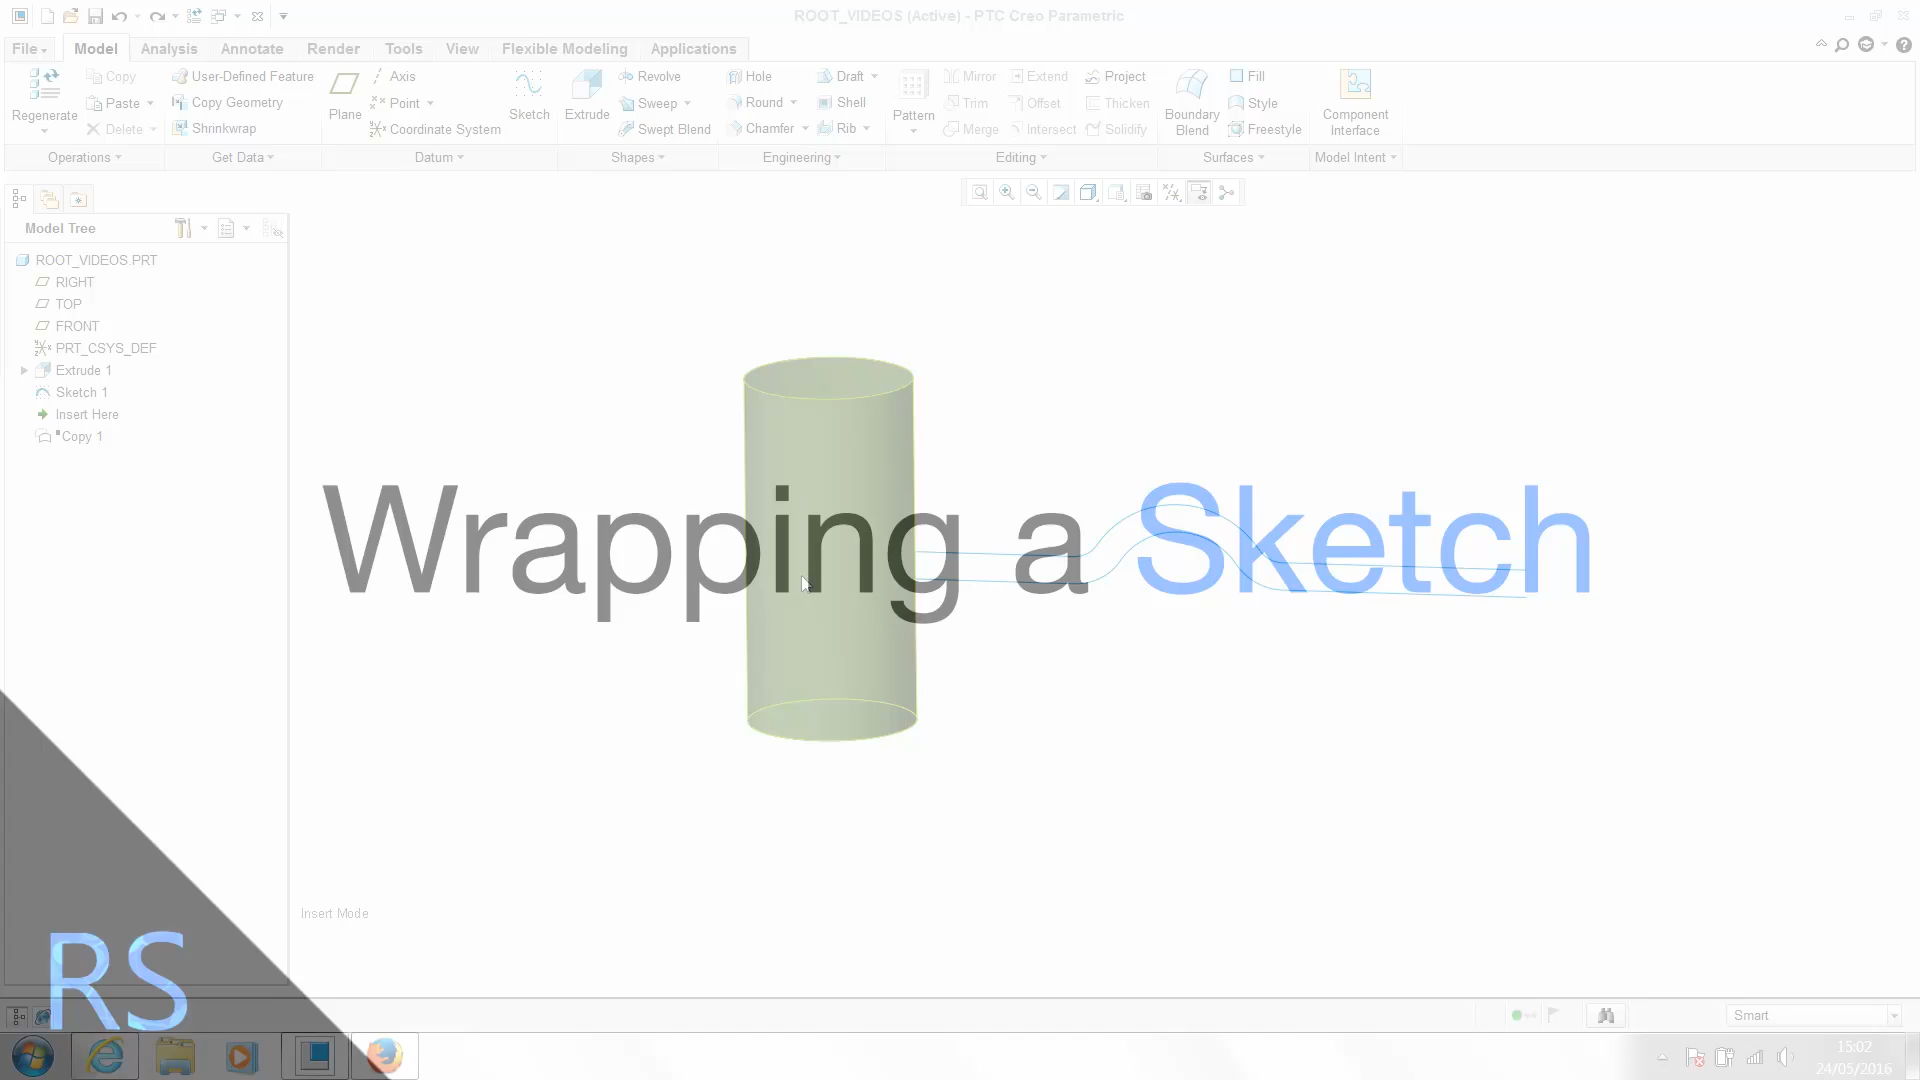 ROOT_VIDEOS (Active) - PTC Creo Parametric
File Model Analysis Annotate Render Tools View Flexible Modeling Applications
Regenerate
Copy
Paste
Delete
Operations
User-Defined Feature
Copy Geometry
Shrinkwrap
Get Data
Plane
Axis
Point
Coordinate System
Sketch
Datum
Extrude
Revolve
Sweep
Swept Blend
Shapes
Hole
Round
Chamfer
Draft
Shell
Rib
Engineering
Pattern
Mirror
Trim
Merge
Extend
Offset
Intersect
Project
Thicken
Solidify
Editing
Boundary
Blend
Fill
Style
Freestyle
Surfaces
Component
Interface
Model Intent
Model Tree
ROOT_VIDEOS.PRT
RIGHT
TOP
FRONT
PRT_CSYS_DEF
Extrude 1
Sketch 1
Insert Here
Copy 1
Wrapping a Sketch
Insert Mode
RS
Smart
15:02
24/05/2016